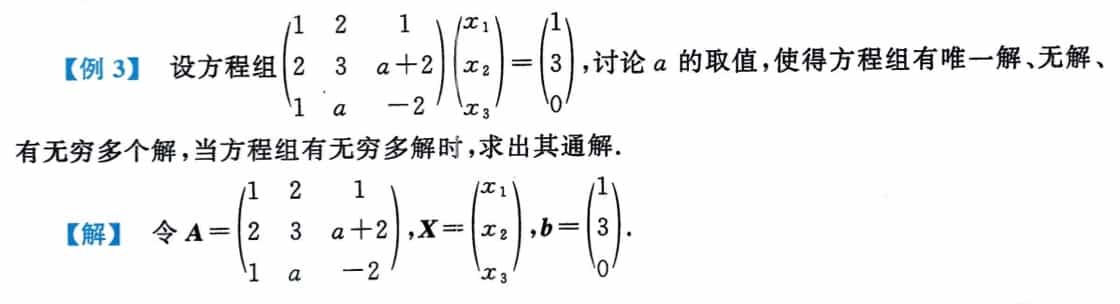 【例 3】 设方程组$\begin{pmatrix}1 & 2 & 1\\ 2 & 3 & a+2\\ 1 & a & -2\end{pmatrix}\begin{pmatrix}x_1\\ x_2\\ x_3\end{pmatrix}=\begin{pmatrix}1\\ 3\\ 0\end{pmatrix}$,讨论 $a$ 的取值,使得方程组有唯一解、无解、
有无穷多个解,当方程组有无穷多解时,求出其通解.
【解】 令 $\boldsymbol{A}=\begin{pmatrix}1 & 2 & 1\\ 2 & 3 & a+2\\ 1 & a & -2\end{pmatrix},\boldsymbol{X}=\begin{pmatrix}x_1\\ x_2\\ x_3\end{pmatrix},\boldsymbol{b}=\begin{pmatrix}1\\ 3\\ 0\end{pmatrix}$.